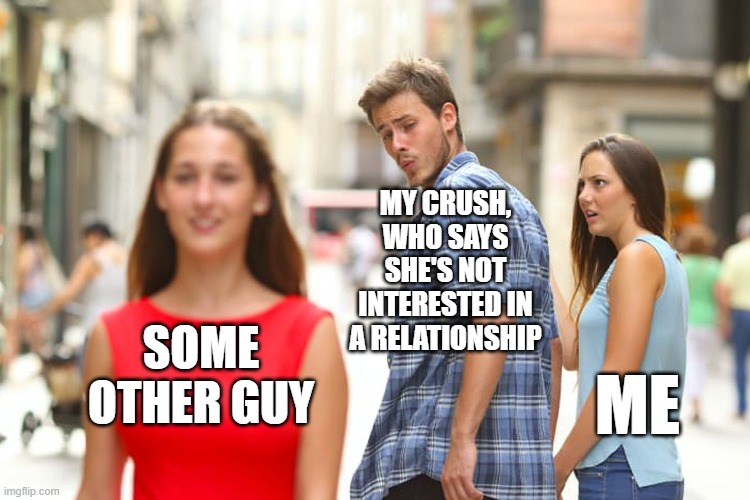 MY CRUSH,
WHO SAYS
SHE'S NOT
INTERESTED IN
A RELATIONSHIP
SOME
OTHER GUY
ME
imgflip.com